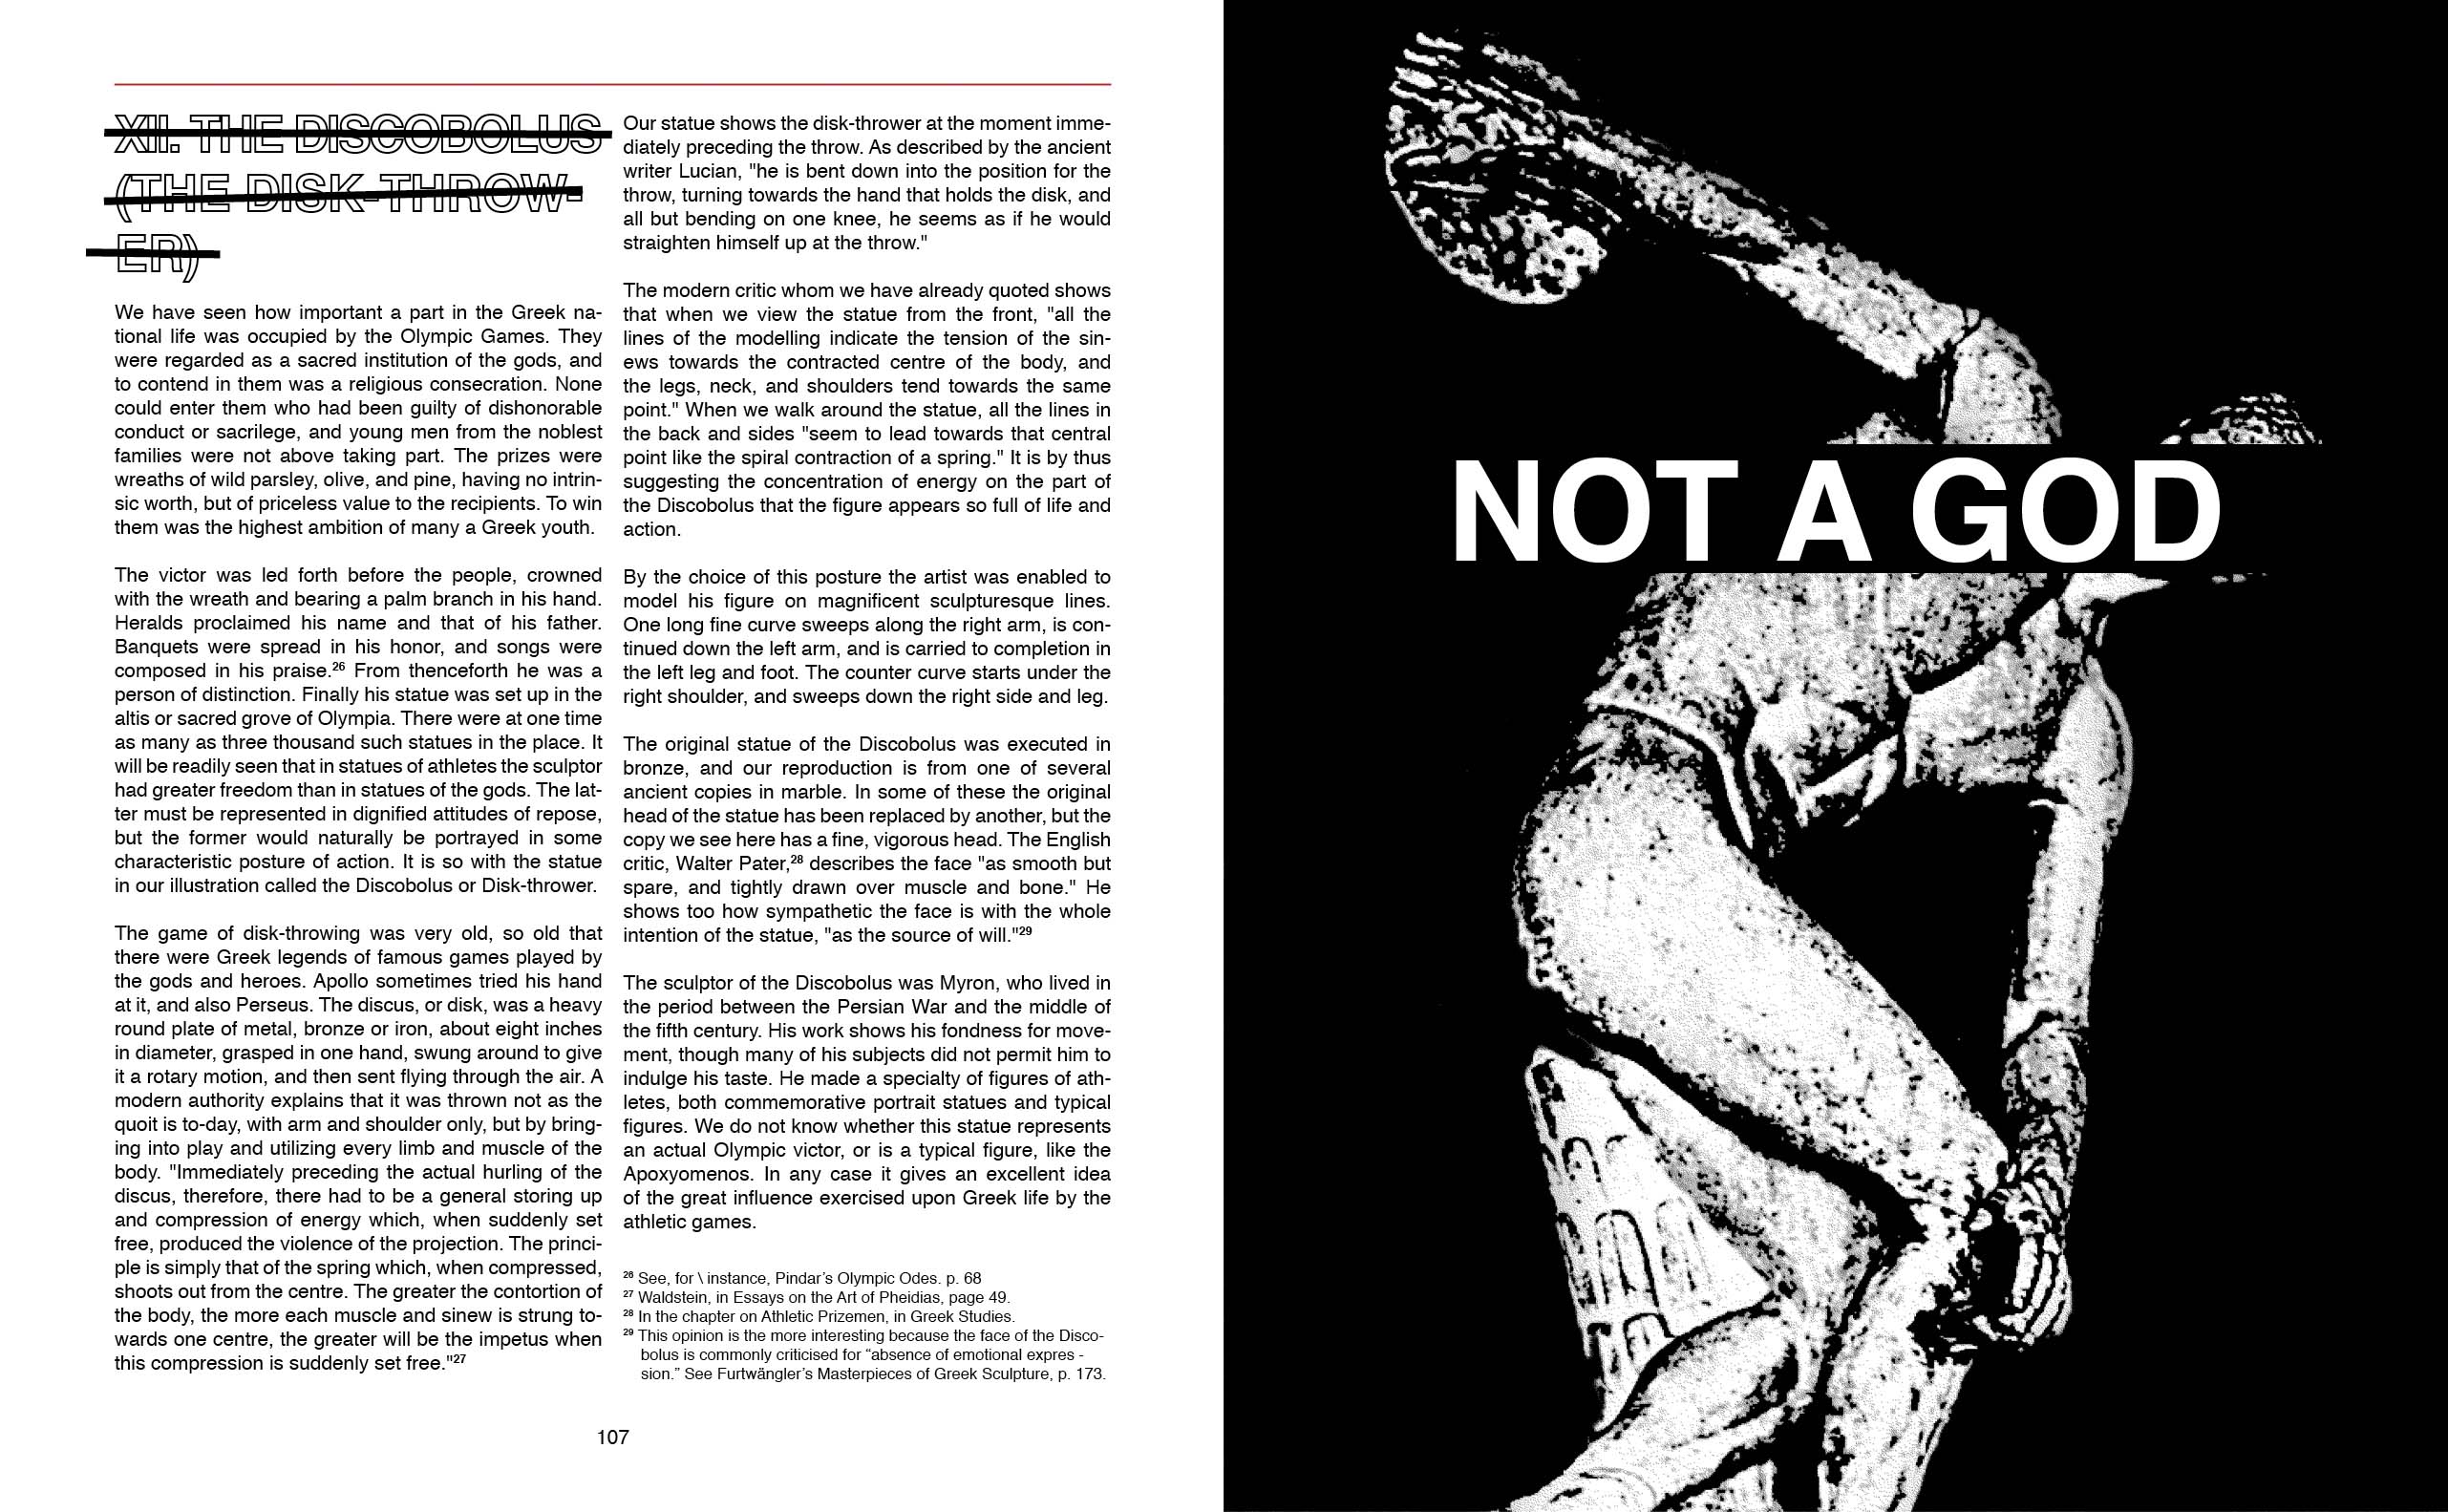 XII. THE DISCOBOLUS
(THE DISK-THROW-
ER)
We have seen how important a part in the Greek na-
tional life was occupied by the Olympic Games. They
were regarded as a sacred institution of the gods, and
to contend in them was a religious consecration. None
could enter them who had been guilty of dishonorable
conduct or sacrilege, and young men from the noblest
families were not above taking part. The prizes were
wreaths of wild parsley, olive, and pine, having no intrin-
sic worth, but of priceless value to the recipients. To win
them was the highest ambition of many a Greek youth.
The victor was led forth before the people, crowned
with the wreath and bearing a palm branch in his hand.
Heralds proclaimed his name and that of his father.
Banquets were spread in his honor, and songs were
composed in his praise.²⁶ From thenceforth he was a
person of distinction. Finally his statue was set up in the
altis or sacred grove of Olympia. There were at one time
as many as three thousand such statues in the place. It
will be readily seen that in statues of athletes the sculptor
had greater freedom than in statues of the gods. The lat-
ter must be represented in dignified attitudes of repose,
but the former would naturally be portrayed in some
characteristic posture of action. It is so with the statue
in our illustration called the Discobolus or Disk-thrower.
The game of disk-throwing was very old, so old that
there were Greek legends of famous games played by
the gods and heroes. Apollo sometimes tried his hand
at it, and also Perseus. The discus, or disk, was a heavy
round plate of metal, bronze or iron, about eight inches
in diameter, grasped in one hand, swung around to give
it a rotary motion, and then sent flying through the air. A
modern authority explains that it was thrown not as the
quoit is to-day, with arm and shoulder only, but by bring-
ing into play and utilizing every limb and muscle of the
body. "Immediately preceding the actual hurling of the
discus, therefore, there had to be a general storing up
and compression of energy which, when suddenly set
free, produced the violence of the projection. The princi-
ple is simply that of the spring which, when compressed,
shoots out from the centre. The greater the contortion of
the body, the more each muscle and sinew is strung to-
wards one centre, the greater will be the impetus when
this compression is suddenly set free."²⁷
Our statue shows the disk-thrower at the moment imme-
diately preceding the throw. As described by the ancient
writer Lucian, "he is bent down into the position for the
throw, turning towards the hand that holds the disk, and
all but bending on one knee, he seems as if he would
straighten himself up at the throw."
The modern critic whom we have already quoted shows
that when we view the statue from the front, "all the
lines of the modelling indicate the tension of the sin-
ews towards the contracted centre of the body, and
the legs, neck, and shoulders tend towards the same
point." When we walk around the statue, all the lines in
the back and sides "seem to lead towards that central
point like the spiral contraction of a spring." It is by thus
suggesting the concentration of energy on the part of
the Discobolus that the figure appears so full of life and
action.
By the choice of this posture the artist was enabled to
model his figure on magnificent sculpturesque lines.
One long fine curve sweeps along the right arm, is con-
tinued down the left arm, and is carried to completion in
the left leg and foot. The counter curve starts under the
right shoulder, and sweeps down the right side and leg.
The original statue of the Discobolus was executed in
bronze, and our reproduction is from one of several
ancient copies in marble. In some of these the original
head of the statue has been replaced by another, but the
copy we see here has a fine, vigorous head. The English
critic, Walter Pater,²⁸ describes the face "as smooth but
spare, and tightly drawn over muscle and bone." He
shows too how sympathetic the face is with the whole
intention of the statue, "as the source of will."²⁹
The sculptor of the Discobolus was Myron, who lived in
the period between the Persian War and the middle of
the fifth century. His work shows his fondness for move-
ment, though many of his subjects did not permit him to
indulge his taste. He made a specialty of figures of ath-
letes, both commemorative portrait statues and typical
figures. We do not know whether this statue represents
an actual Olympic victor, or is a typical figure, like the
Apoxyomenos. In any case it gives an excellent idea
of the great influence exercised upon Greek life by the
athletic games.
²⁶ See, for \ instance, Pindar’s Olympic Odes. p. 68
²⁷ Waldstein, in Essays on the Art of Pheidias, page 49.
²⁸ In the chapter on Athletic Prizemen, in Greek Studies.
²⁹ This opinion is the more interesting because the face of the Disco-
bolus is commonly criticised for “absence of emotional expres -
sion.” See Furtwängler’s Masterpieces of Greek Sculpture, p. 173.
107
NOT A GOD